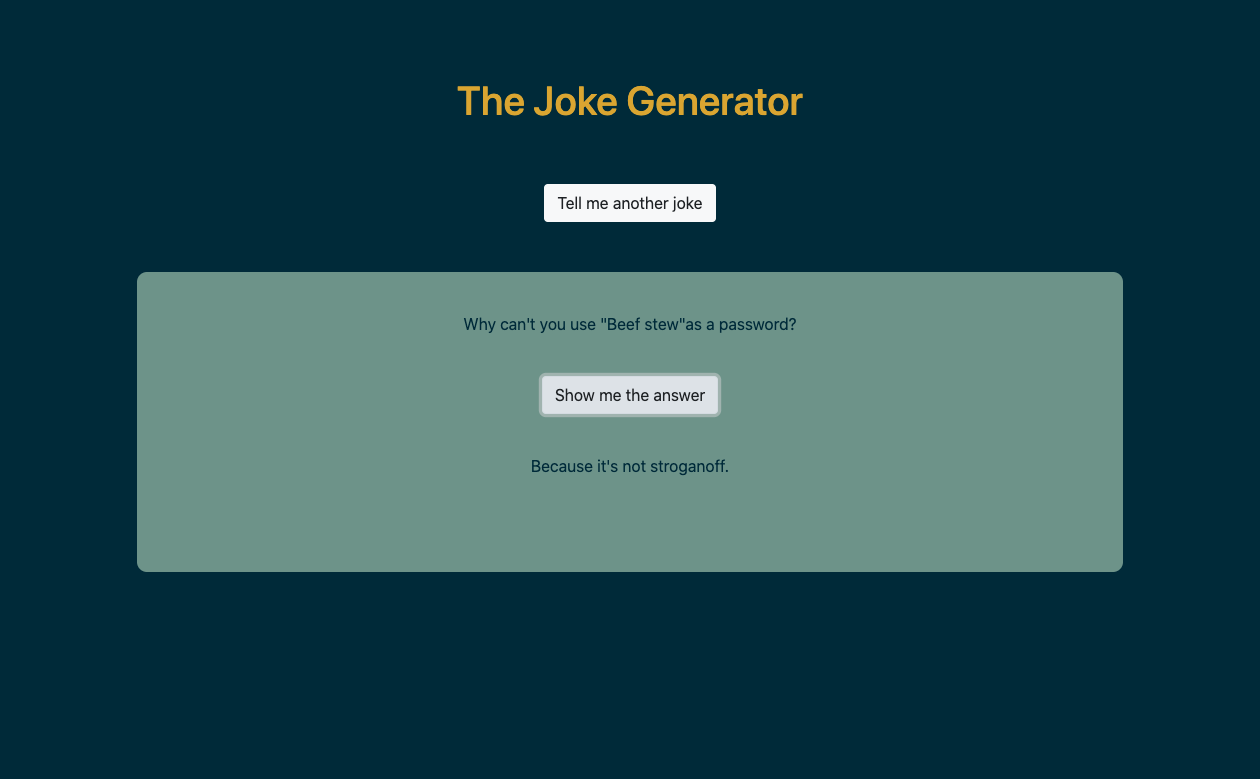 The Joke Generator
Tell me another joke
Why can't you use "Beef stew"as a password?
Show me the answer
Because it's not stroganoff.